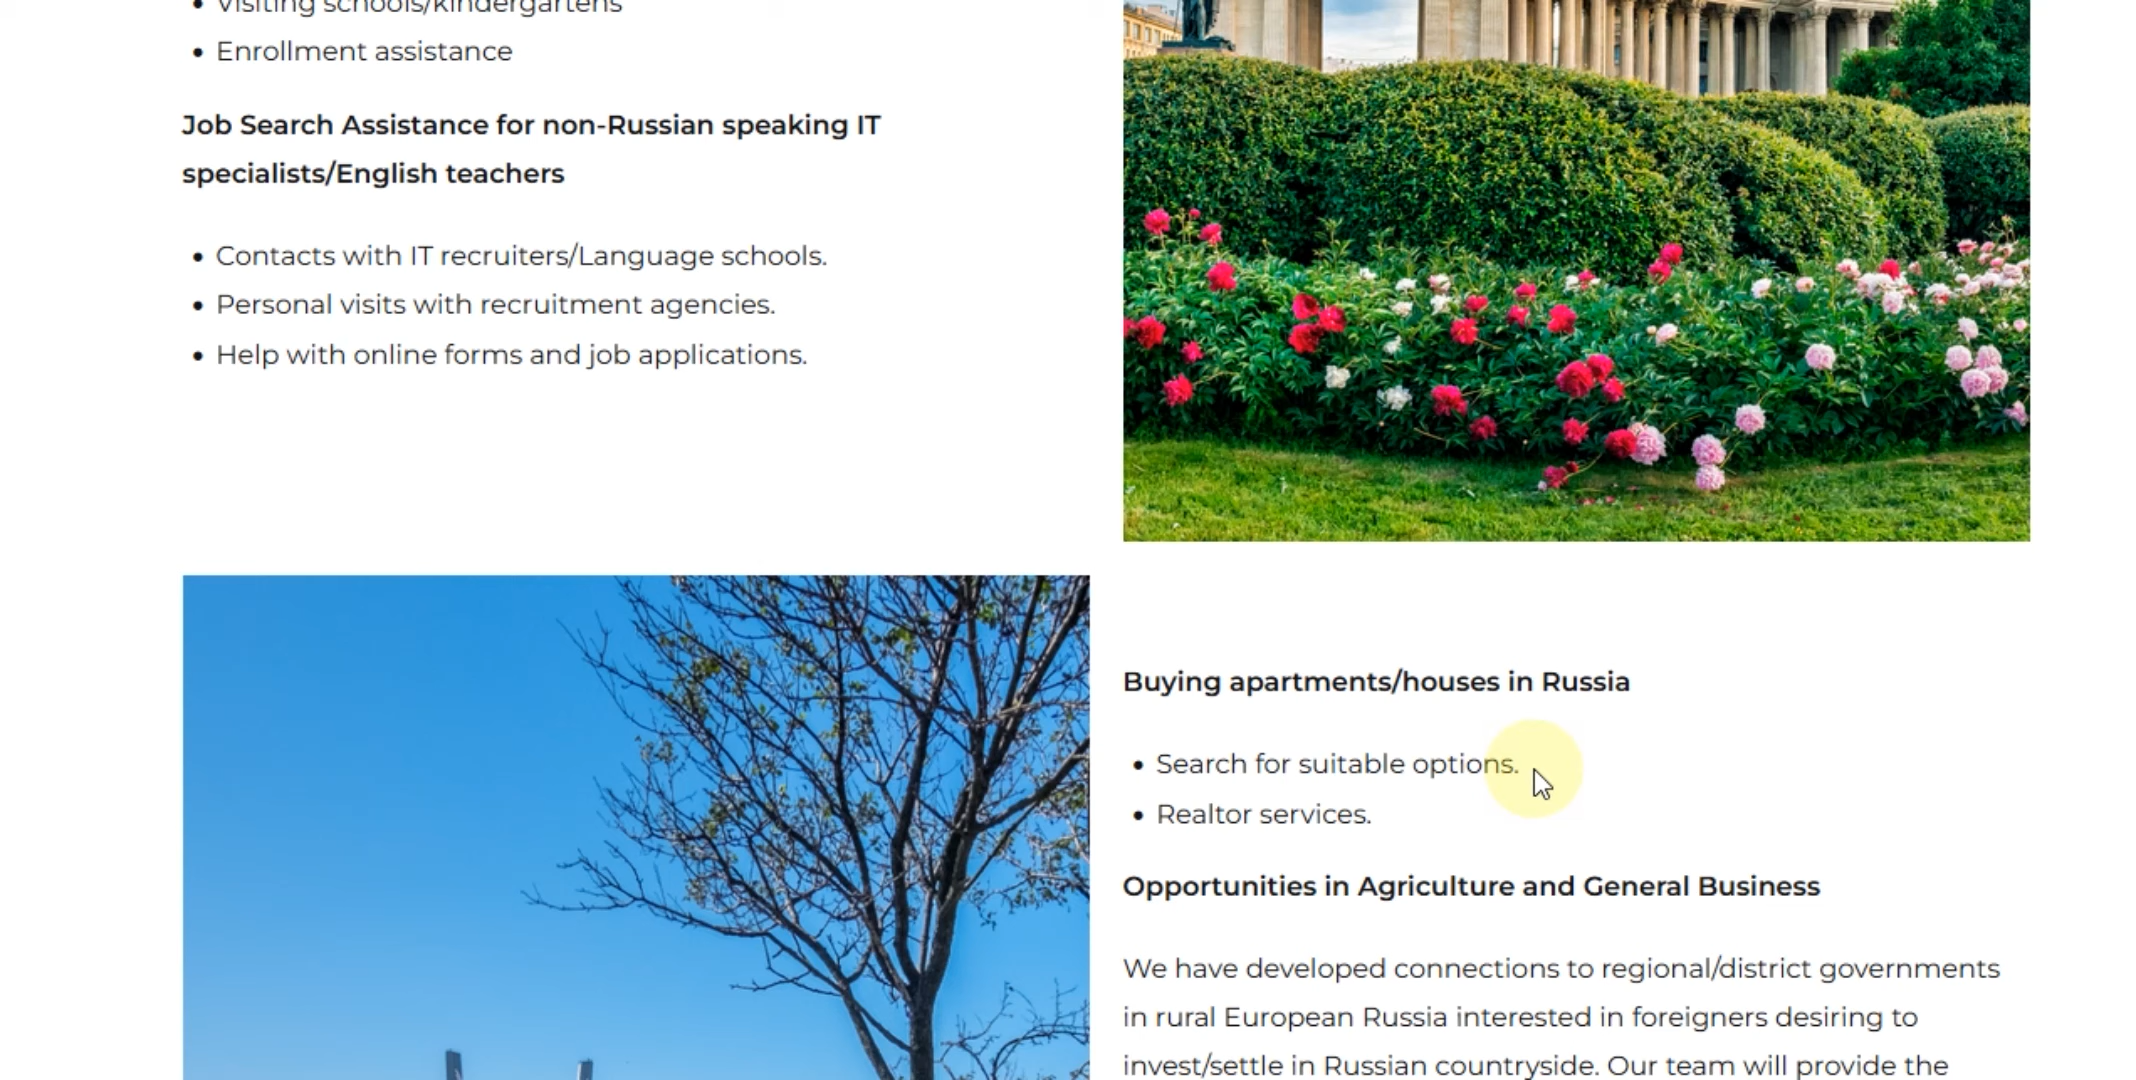 Visiting schools/kindergartens
Enrollment assistance
Job Search Assistance for non-Russian speaking IT
specialists/English teachers
Contacts with IT recruiters/Language schools.
Personal visits with recruitment agencies.
Help with online forms and job applications.
Buying apartments/houses in Russia
Search for suitable options.
Realtor services.
Opportunities in Agriculture and General Business
We have developed connections to regional/district governments
in rural European Russia interested in foreigners desiring to
invest/settle in Russian countryside. Our team will provide the